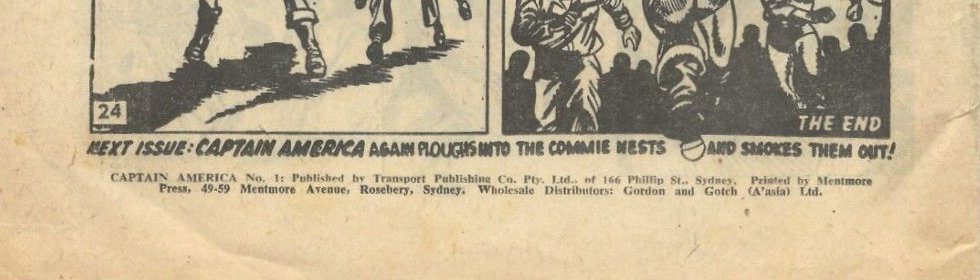 24
THE END
NEXT ISSUE: CAPTAIN AMERICA AGAIN PLOUGHS INTO THE COMMIE NESTS AND SMOKES THEM OUT!
CAPTAIN AMERICA No. 1: Published by Transport Publishing Co. Pty. Ltd., of 166 Phillip St., Sydney. Printed by Mentmore
Press, 49-59 Mentmore Avenue, Rosebery, Sydney. Wholesale Distributors: Gordon and Gotch (A'asia) Ltd.